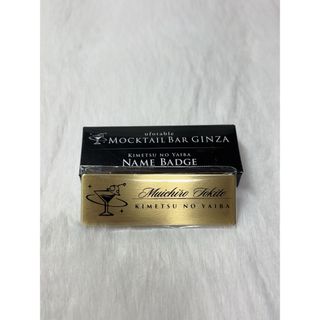 ufotable
MOCKTAIL BAR GINZA
KIMETSU NO YAIBA
NAME BADGE
Muichiro Tokito
KIMETSU NO YAIBA